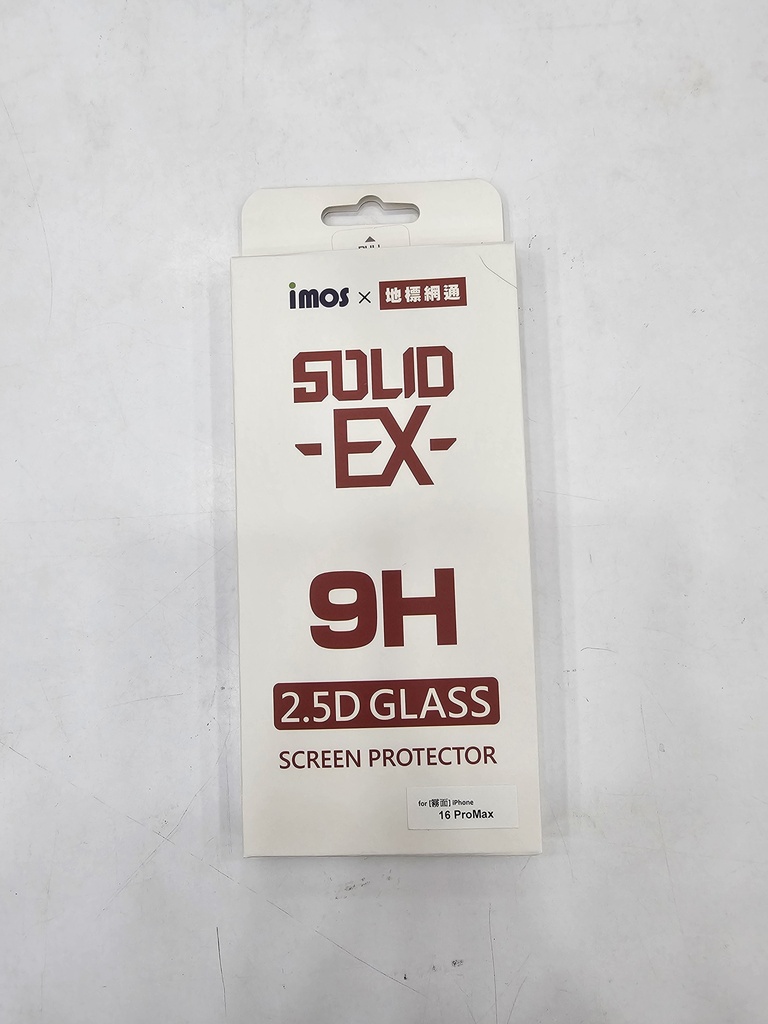 imos × 地標網通
SOLID
-EX-
9H
2.5D GLASS
SCREEN PROTECTOR
for [霧面] iPhone
16 ProMax